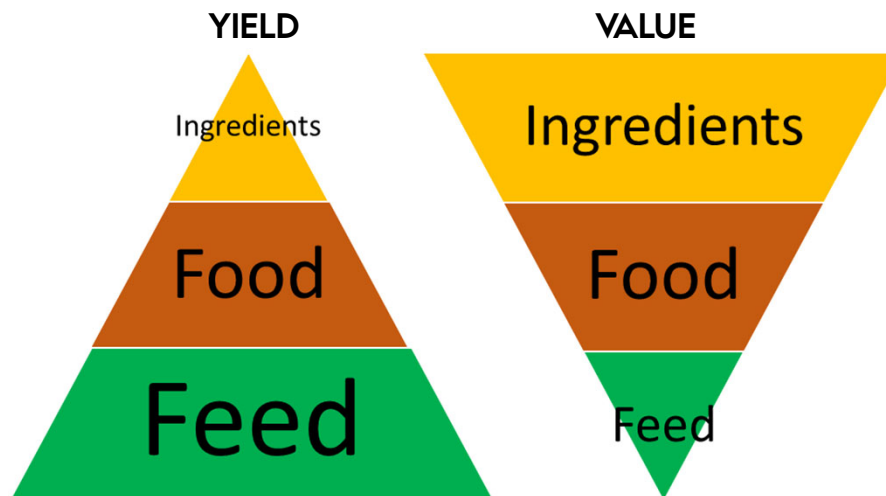 YIELD
Ingredients
Food
Feed
VALUE
Ingredients
Food
Feed